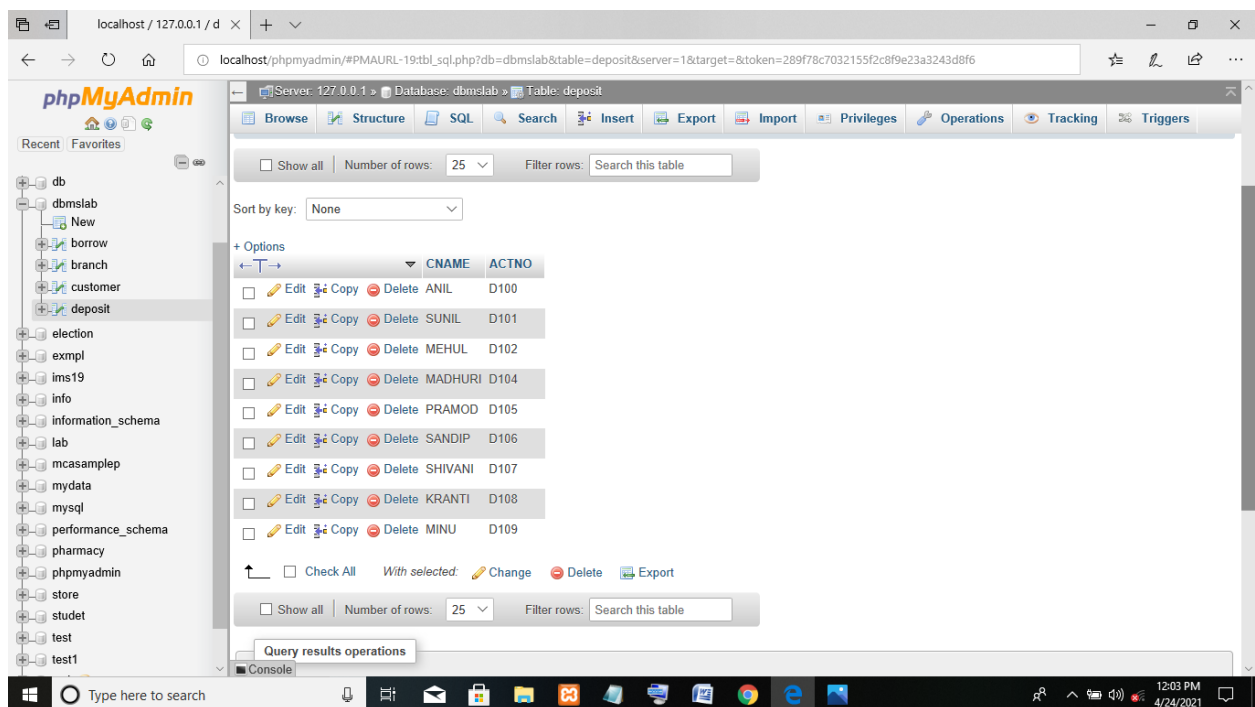 localhost / 127.0.0.1 / d
localhost/phpmyadmin/#PMAURL-19:tbl_sql.php?db=dbmslab&table=deposit&server=1&target=&token=289f78c7032155f2c8f9e23a3243d8f6
phpMyAdmin
Recent Favorites
db
dbmslab
New
borrow
branch
customer
deposit
election
exmpl
ims19
info
information_schema
lab
mcasamplep
mydata
mysql
performance_schema
pharmacy
phpmyadmin
store
studet
test
test1
Server: 127.0.0.1 » Database: dbmslab » Table: deposit
Browse Structure SQL Search Insert Export Import Privileges Operations Tracking Triggers
Show all Number of rows: 25 Filter rows: Search this table
Sort by key: None
+ Options
←T→ CNAME ACTNO
Edit Copy Delete ANIL D100
Edit Copy Delete SUNIL D101
Edit Copy Delete MEHUL D102
Edit Copy Delete MADHURI D104
Edit Copy Delete PRAMOD D105
Edit Copy Delete SANDIP D106
Edit Copy Delete SHIVANI D107
Edit Copy Delete KRANTI D108
Edit Copy Delete MINU D109
Check All With selected: Change Delete Export
Show all Number of rows: 25 Filter rows: Search this table
Query results operations
Console
Type here to search
12:03 PM
4/24/2021